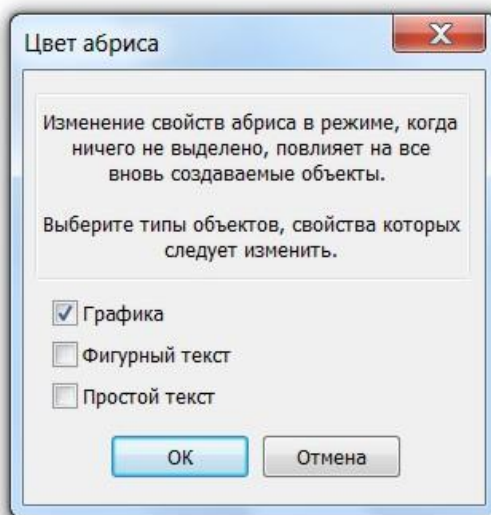 Цвет абриса
Изменение свойств абриса в режиме, когда
ничего не выделено, повлияет на все
вновь создаваемые объекты.
Выберите типы объектов, свойства которых
следует изменить.
Графика
Фигурный текст
Простой текст
ОК
Отмена